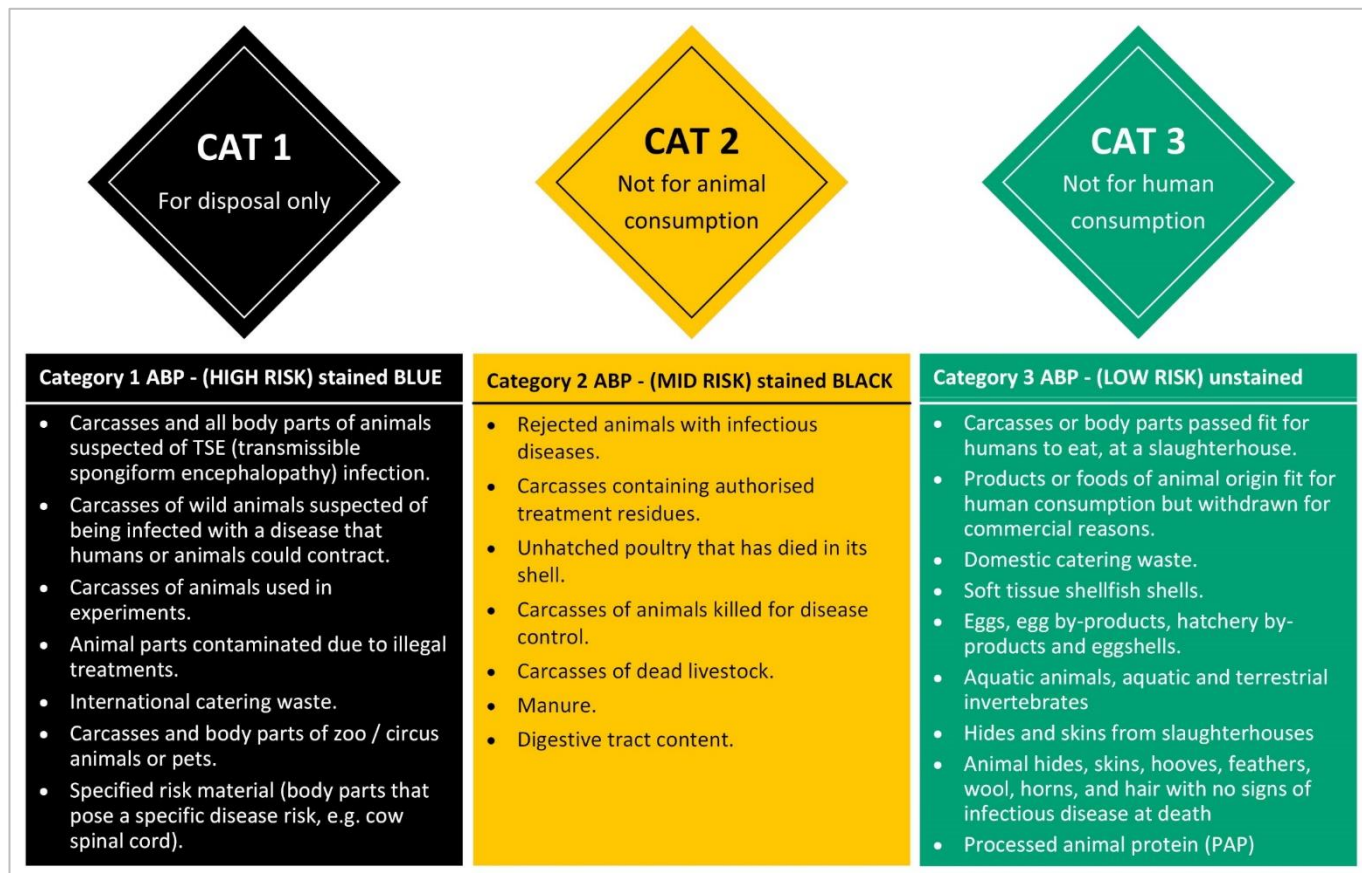 CAT 1
For disposal only
CAT 2
Not for animal
consumption
CAT 3
Not for human
consumption
Category 1 ABP - (HIGH RISK) stained BLUE
• Carcasses and all body parts of animals
suspected of TSE (transmissible
spongiform encephalopathy) infection.
• Carcasses of wild animals suspected of
being infected with a disease that
humans or animals could contract.
• Carcasses of animals used in
experiments.
• Animal parts contaminated due to illegal
treatments.
• International catering waste.
• Carcasses and body parts of zoo / circus
animals or pets.
• Specified risk material (body parts that
pose a specific disease risk, e.g. cow
spinal cord).
Category 2 ABP - (MID RISK) stained BLACK
• Rejected animals with infectious
diseases.
• Carcasses containing authorised
treatment residues.
• Unhatched poultry that has died in its
shell.
• Carcasses of animals killed for disease
control.
• Carcasses of dead livestock.
• Manure.
• Digestive tract content.
Category 3 ABP - (LOW RISK) unstained
• Carcasses or body parts passed fit for
humans to eat, at a slaughterhouse.
• Products or foods of animal origin fit for
human consumption but withdrawn for
commercial reasons.
• Domestic catering waste.
• Soft tissue shellfish shells.
• Eggs, egg by-products, hatchery by-
products and eggshells.
• Aquatic animals, aquatic and terrestrial
invertebrates
• Hides and skins from slaughterhouses
• Animal hides, skins, hooves, feathers,
wool, horns, and hair with no signs of
infectious disease at death
• Processed animal protein (PAP)